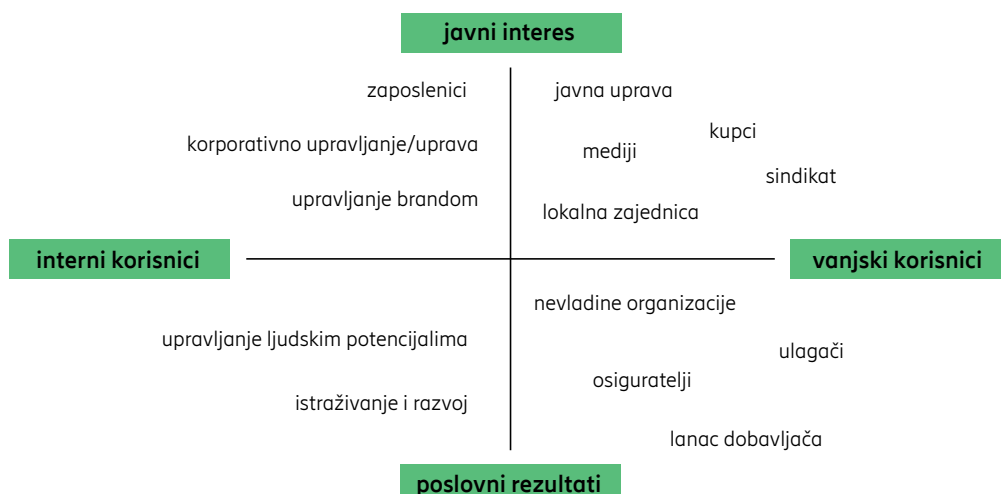 javni interes
zaposlenici
javna uprava
kupci
korporativno upravljanje/uprava
mediji
sindikat
upravljanje brandom
lokalna zajednica
interni korisnici
vanjski korisnici
nevladine organizacije
upravljanje ljudskim potencijalima
ulagači
osiguratelji
istraživanje i razvoj
lanac dobavljača
poslovni rezultati